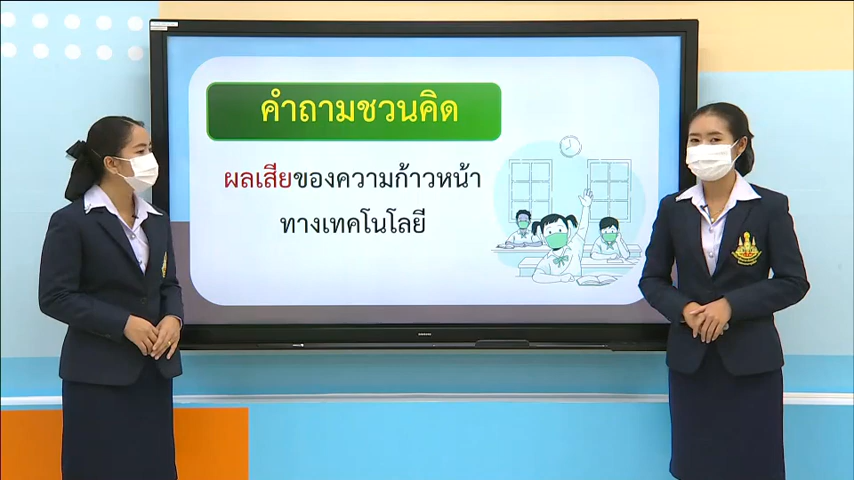 คำถามชวนคิด
ผลเสียของความก้าวหน้า
ทางเทคโนโลยี